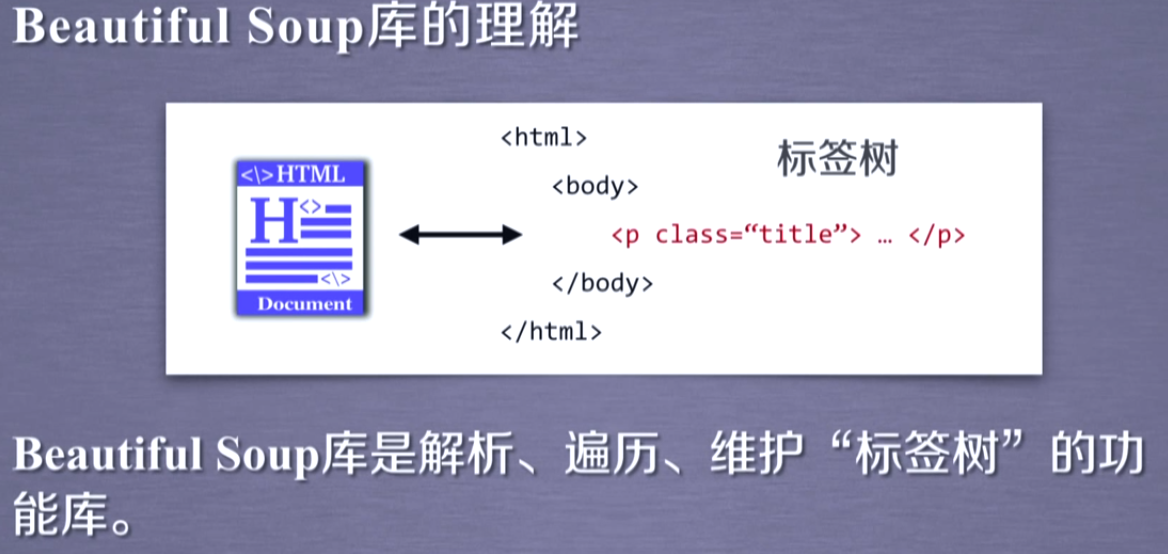 Beautiful Soup库的理解
<\>HTML
H<>
<\>
Document
<html>
标签树
<body>
<p class=“title”> … </p>
</body>
</html>
Beautiful Soup库是解析、遍历、维护“标签树”的功
能库。